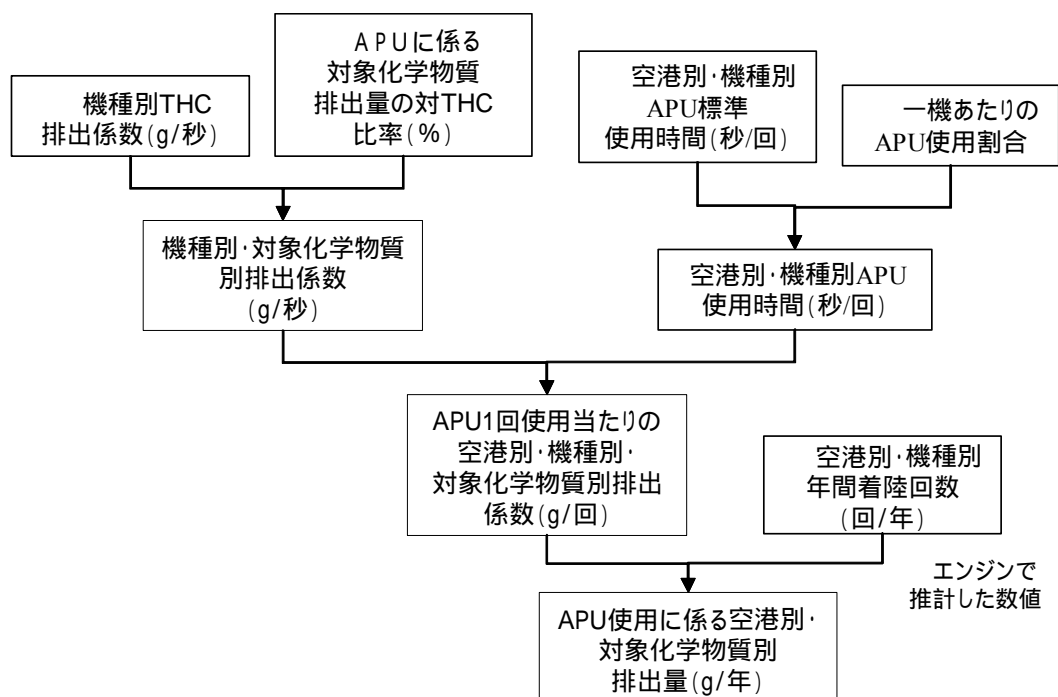 機種別THC
排出係数(g/秒)
APUに係る
対象化学物質
排出量の対THC
比率(%)
空港別･機種別
APU標準
使用時間(秒/回)
一機あたりの
APU使用割合
機種別･対象化学物質
別排出係数
(g/秒)
空港別･機種別APU
使用時間(秒/回)
APU1回使用当たりの
空港別･機種別･
対象化学物質別排出
係数(g/回)
空港別･機種別
年間着陸回数
(回/年)
エンジンで
推計した数値
APU使用に係る空港別･
対象化学物質別
排出量(g/年)